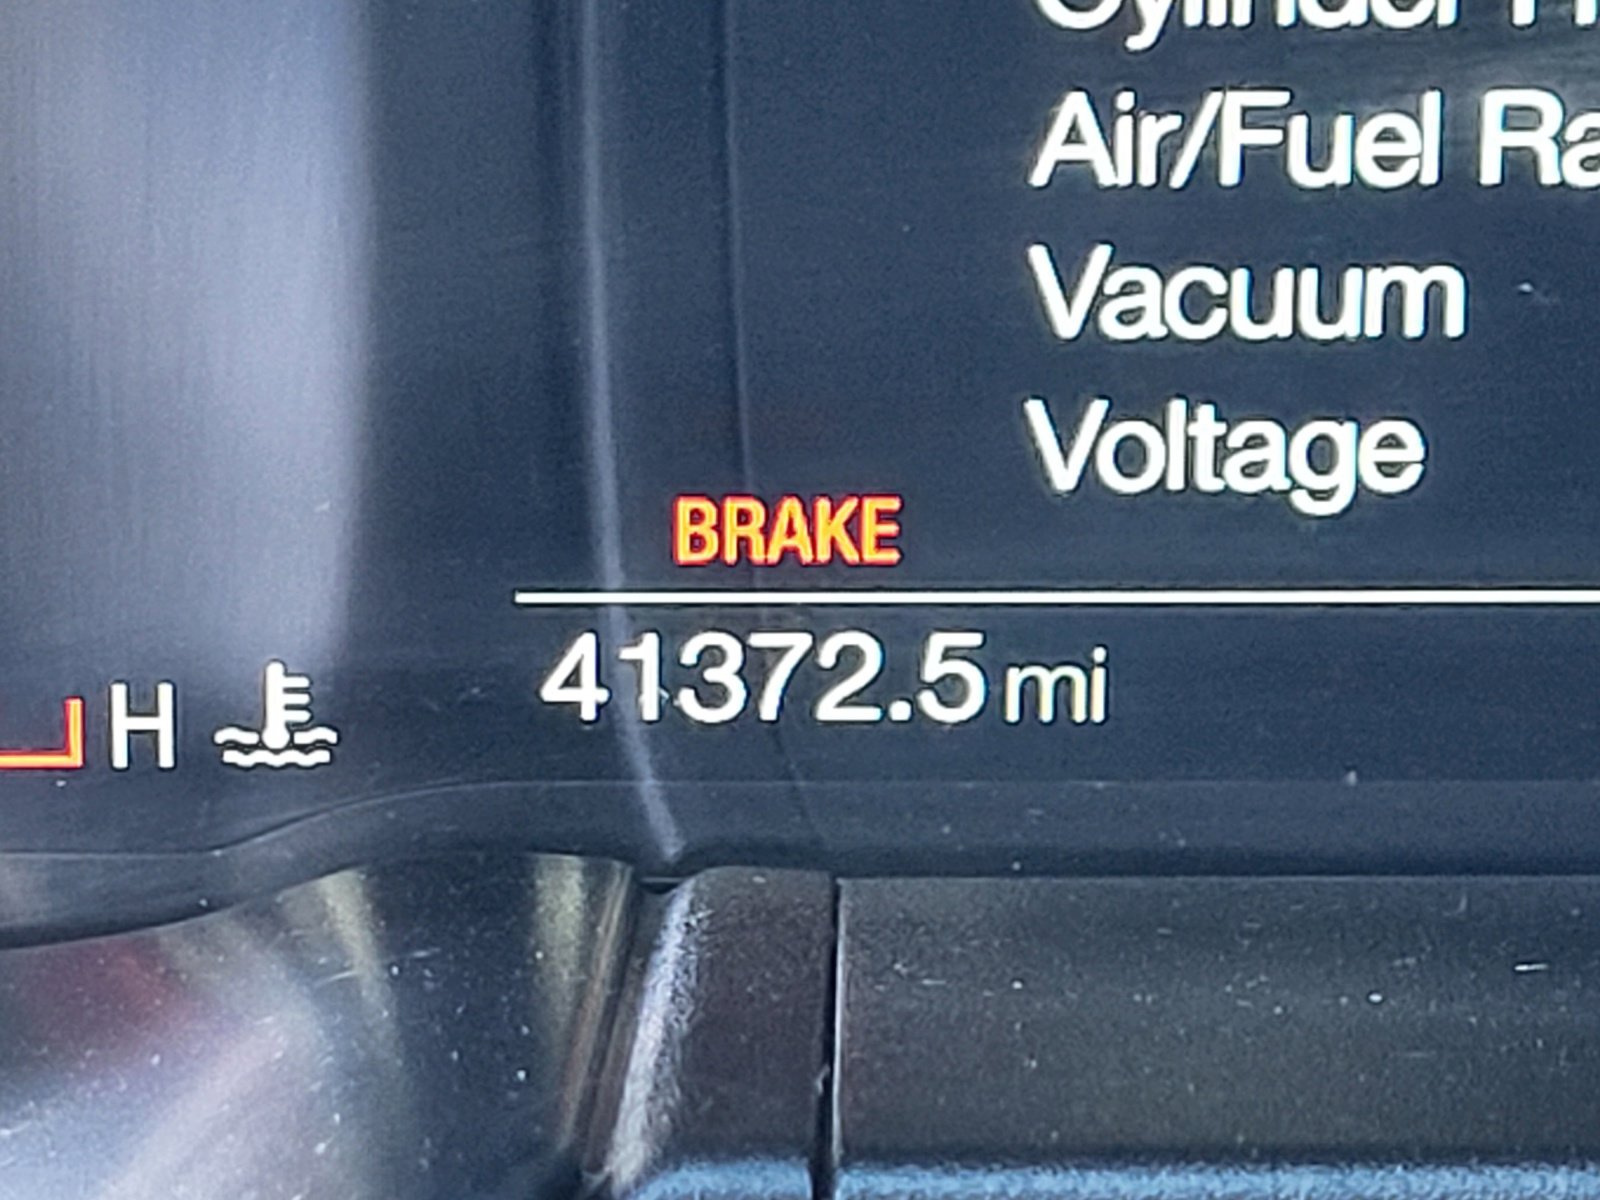 Air/Fuel
Vacuum
Voltage
BRAKE
41372.5 mi
H